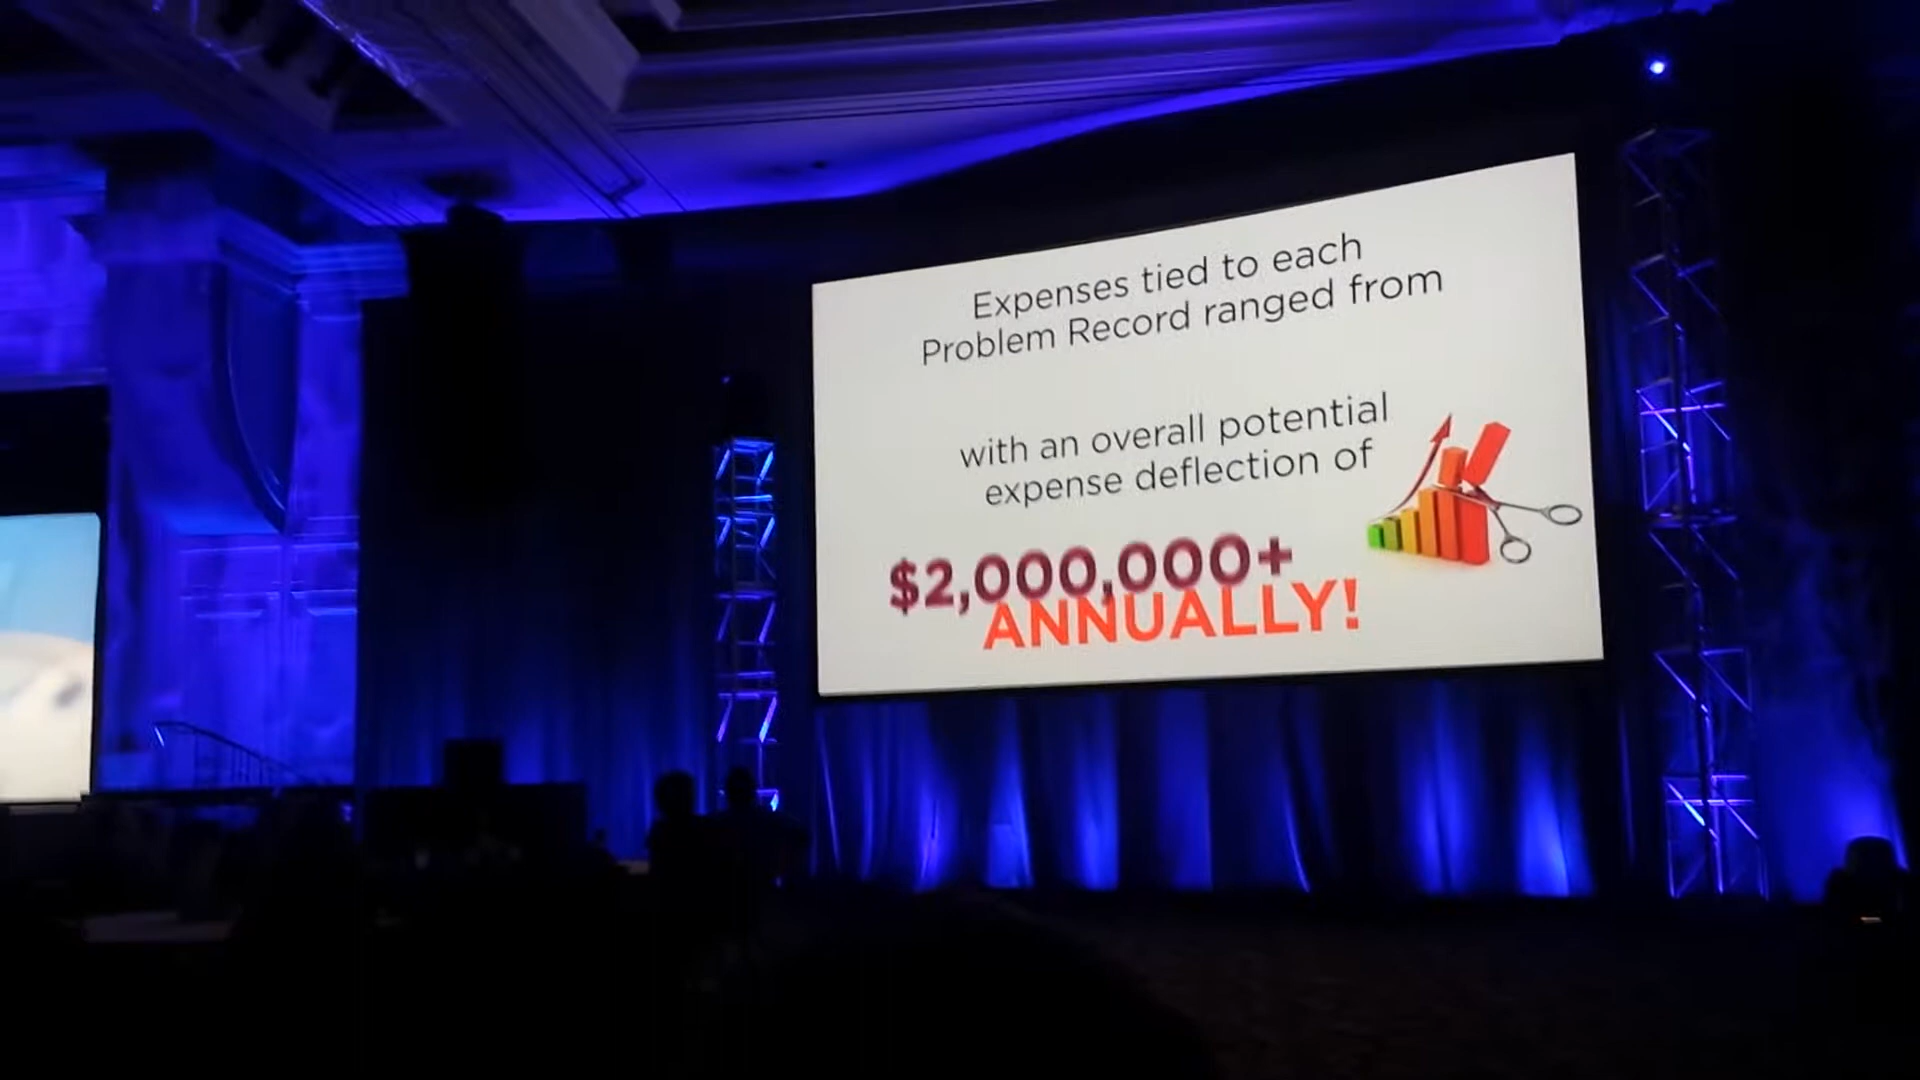 Expenses tied to each
Problem Record ranged from
with an overall potential
expense deflection of
$2,000,000+
ANNUALLY!